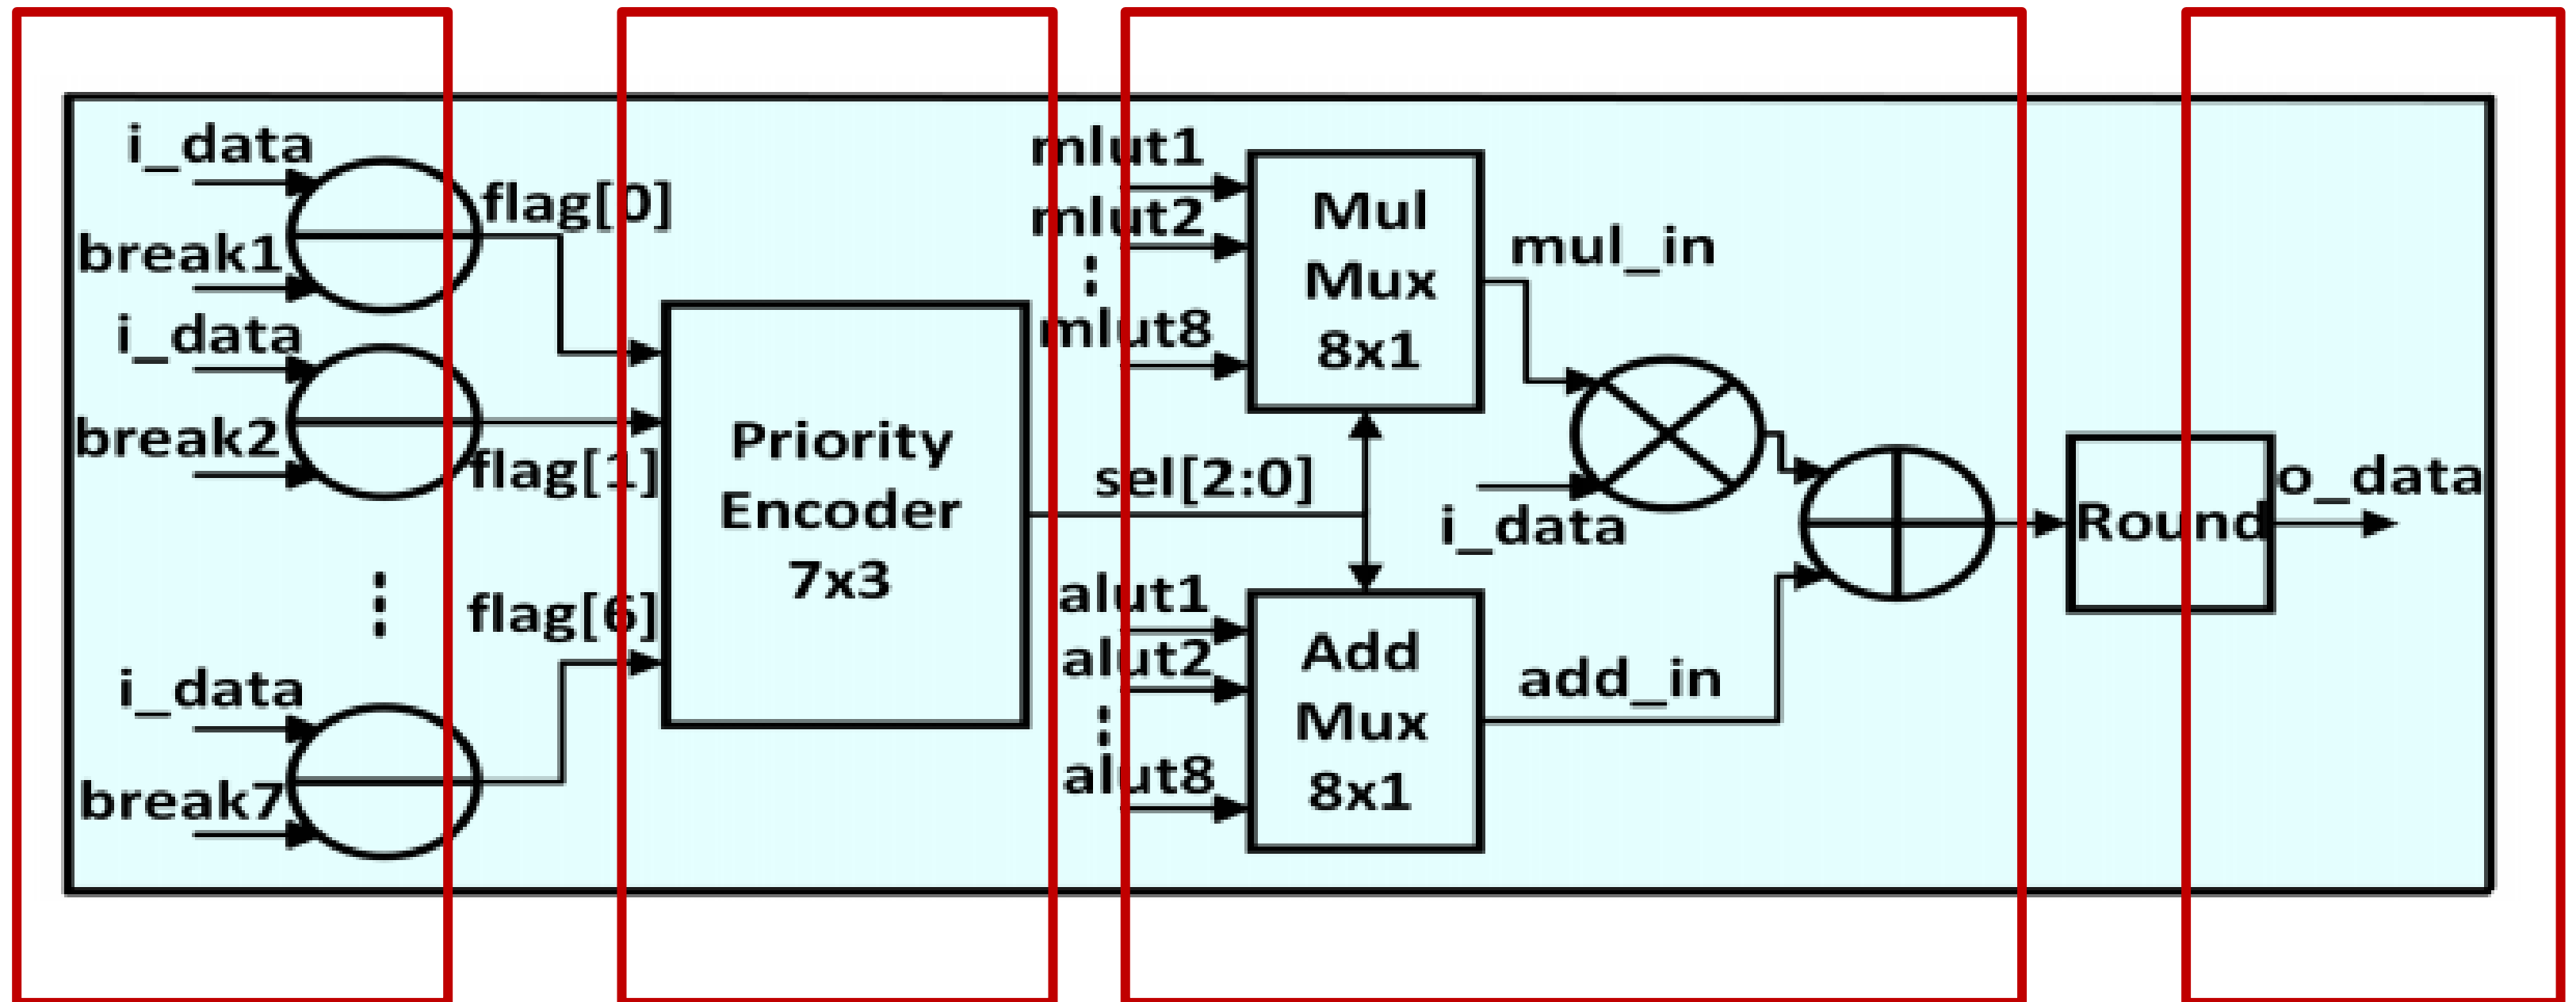 i_data
break1
flag[0]
i_data
break2
flag[1]
flag[6]
i_data
break7
Priority
Encoder
7x3
mlut1
mlut2
mlut8
Mul
Mux
8x1
mul_in
sel[2:0]
i_data
alut1
alut2
alut8
Add
Mux
8x1
add_in
Round
o_data